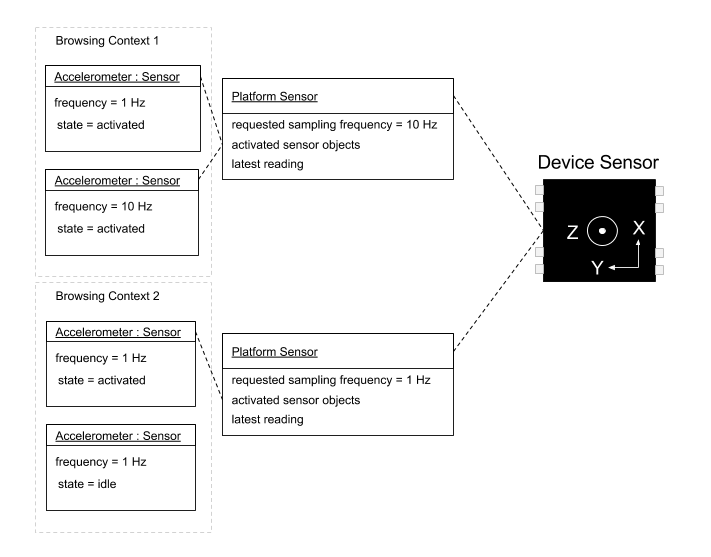 Browsing Context 1
Accelerometer : Sensor
frequency = 1 Hz
state = activated
Accelerometer : Sensor
frequency = 10 Hz
state = activated
Platform Sensor
requested sampling frequency = 10 Hz
activated sensor objects
latest reading
Device Sensor
Z
X
Y
Browsing Context 2
Accelerometer : Sensor
frequency = 1 Hz
state = activated
Accelerometer : Sensor
frequency = 1 Hz
state = idle
Platform Sensor
requested sampling frequency = 1 Hz
activated sensor objects
latest reading